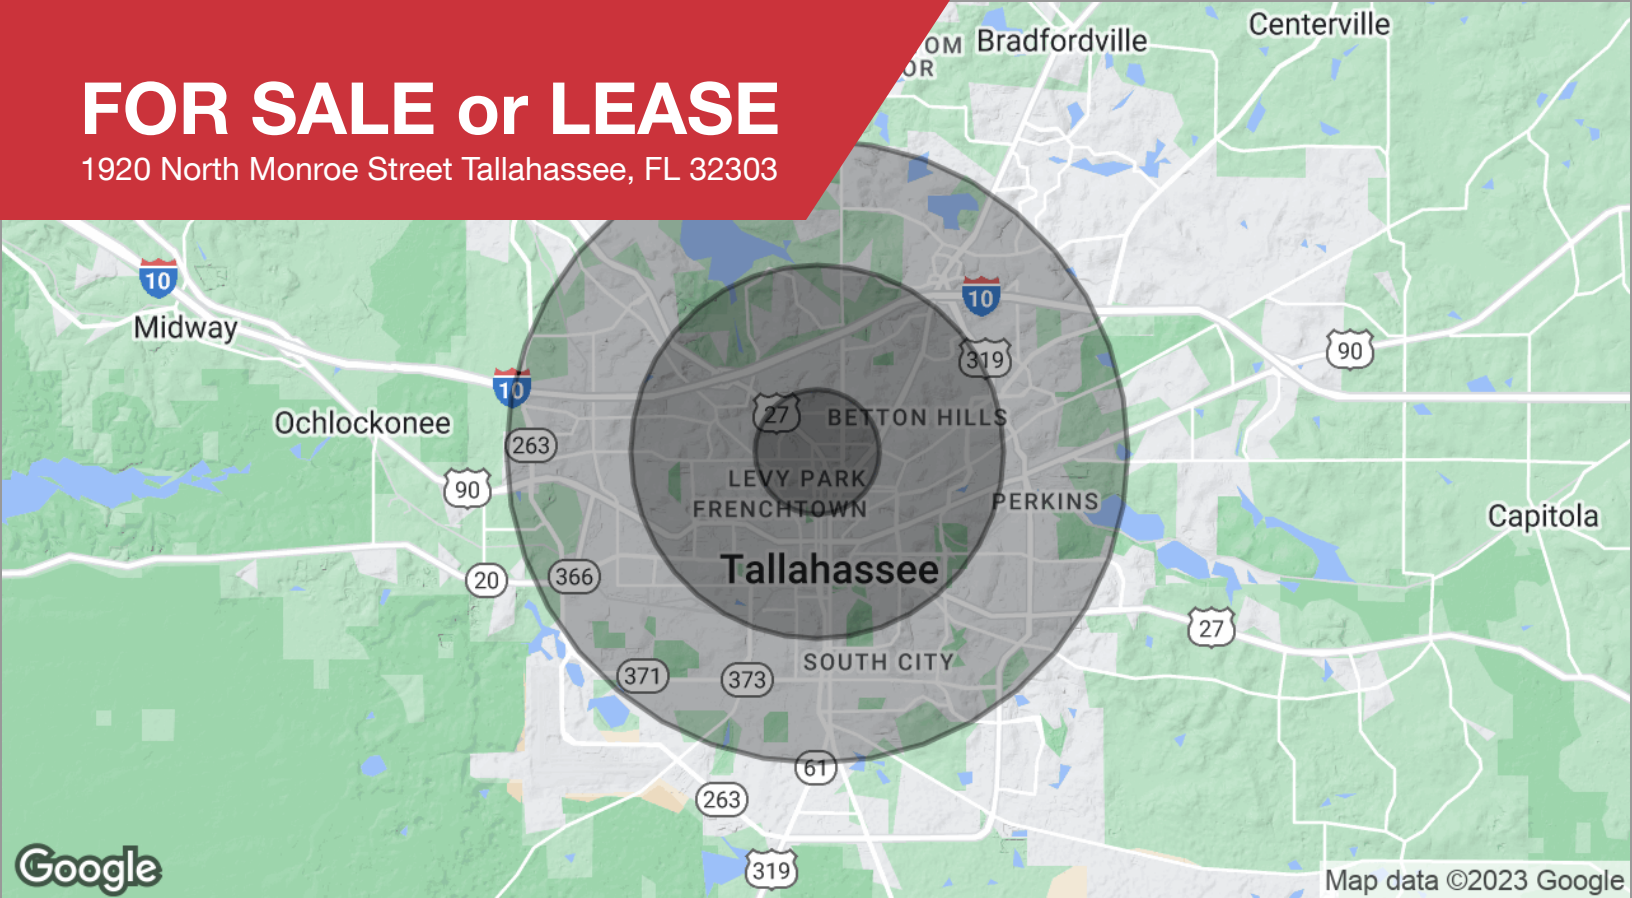 FOR SALE or LEASE
1920 North Monroe Street Tallahassee, FL 32303
Centerville
OM
Bradfordville
OR
10
10
Midway
319
90
10
27
BETTON HILLS
Ochlockonee
263
LEVY PARK
90
PERKINS
FRENCHTOWN
Capitola
Tallahassee
20
366
27
SOUTH CITY
371
373
61
263
319
Google
Map data ©2023 Google